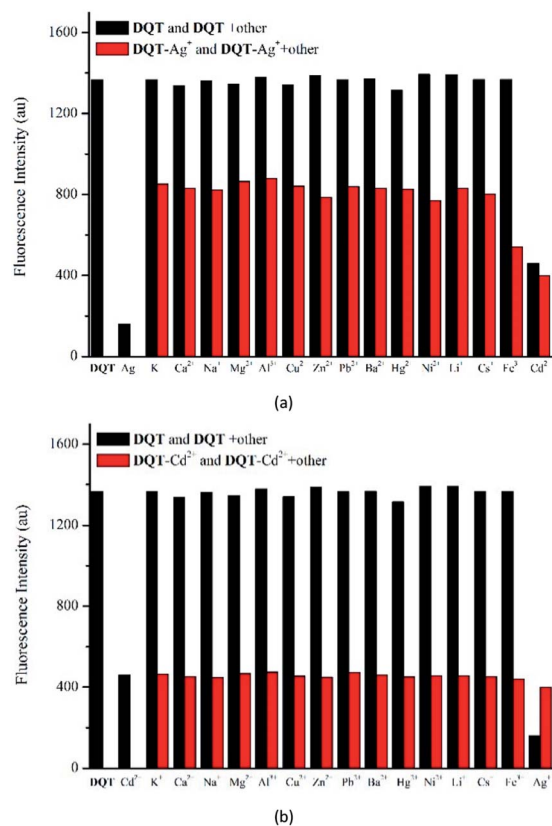 1600
1200
800
400
0
Fluorescence Intensity (au)
DQT and DQT +other
DQT-Ag⁺ and DQT-Ag⁺+other
DQT Ag K Ca²⁺ Na⁺ Mg²⁺ Al³⁺ Cu² Zn²⁺ Pb²⁺ Ba²⁺ Hg² Ni²⁺ Li⁺ Cs⁺ Fe³ Cd²
(a)
1600
1200
800
400
0
Fluorescence Intensity (au)
DQT and DQT +other
DQT-Cd²⁺ and DQT-Cd²⁺+other
DQT Cd²⁺ K⁺ Ca²⁺ Na⁺ Mg²⁺ Al³⁺ Cu²⁺ Zn²⁺ Pb²⁺ Ba²⁺ Hg²⁺ Ni²⁺ Li⁺ Cs⁺ Fe³⁺ Ag⁺
(b)